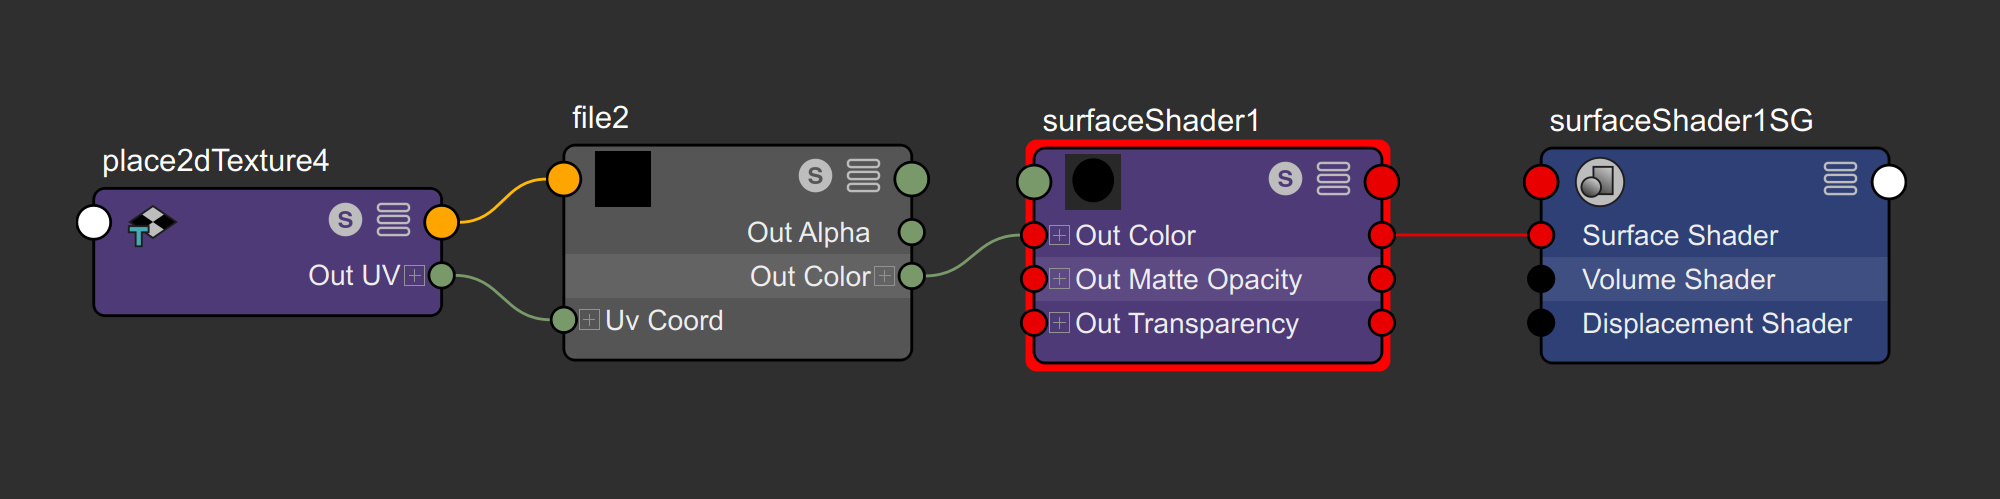 place2dTexture4
S
Out UV
file2
S
Out Alpha
Out Color
Uv Coord
surfaceShader1
S
Out Color
Out Matte Opacity
Out Transparency
surfaceShader1SG
Surface Shader
Volume Shader
Displacement Shader